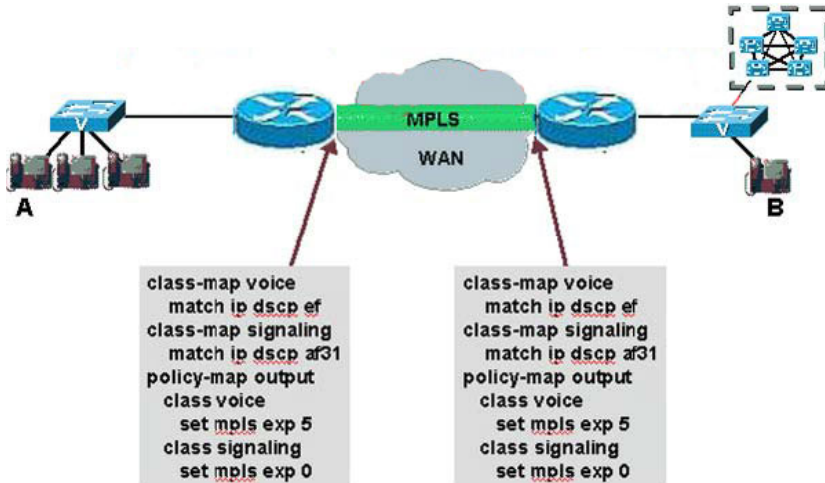 MPLS
WAN
V
V
A
B
class-map voice
match ip dscp ef
class-map signaling
match ip dscp af31
policy-map output
class voice
set mpls exp 5
class signaling
set mpls exp 0
class-map voice
match ip dscp ef
class-map signaling
match ip dscp af31
policy-map output
class voice
set mpls exp 5
class signaling
set mpls exp 0